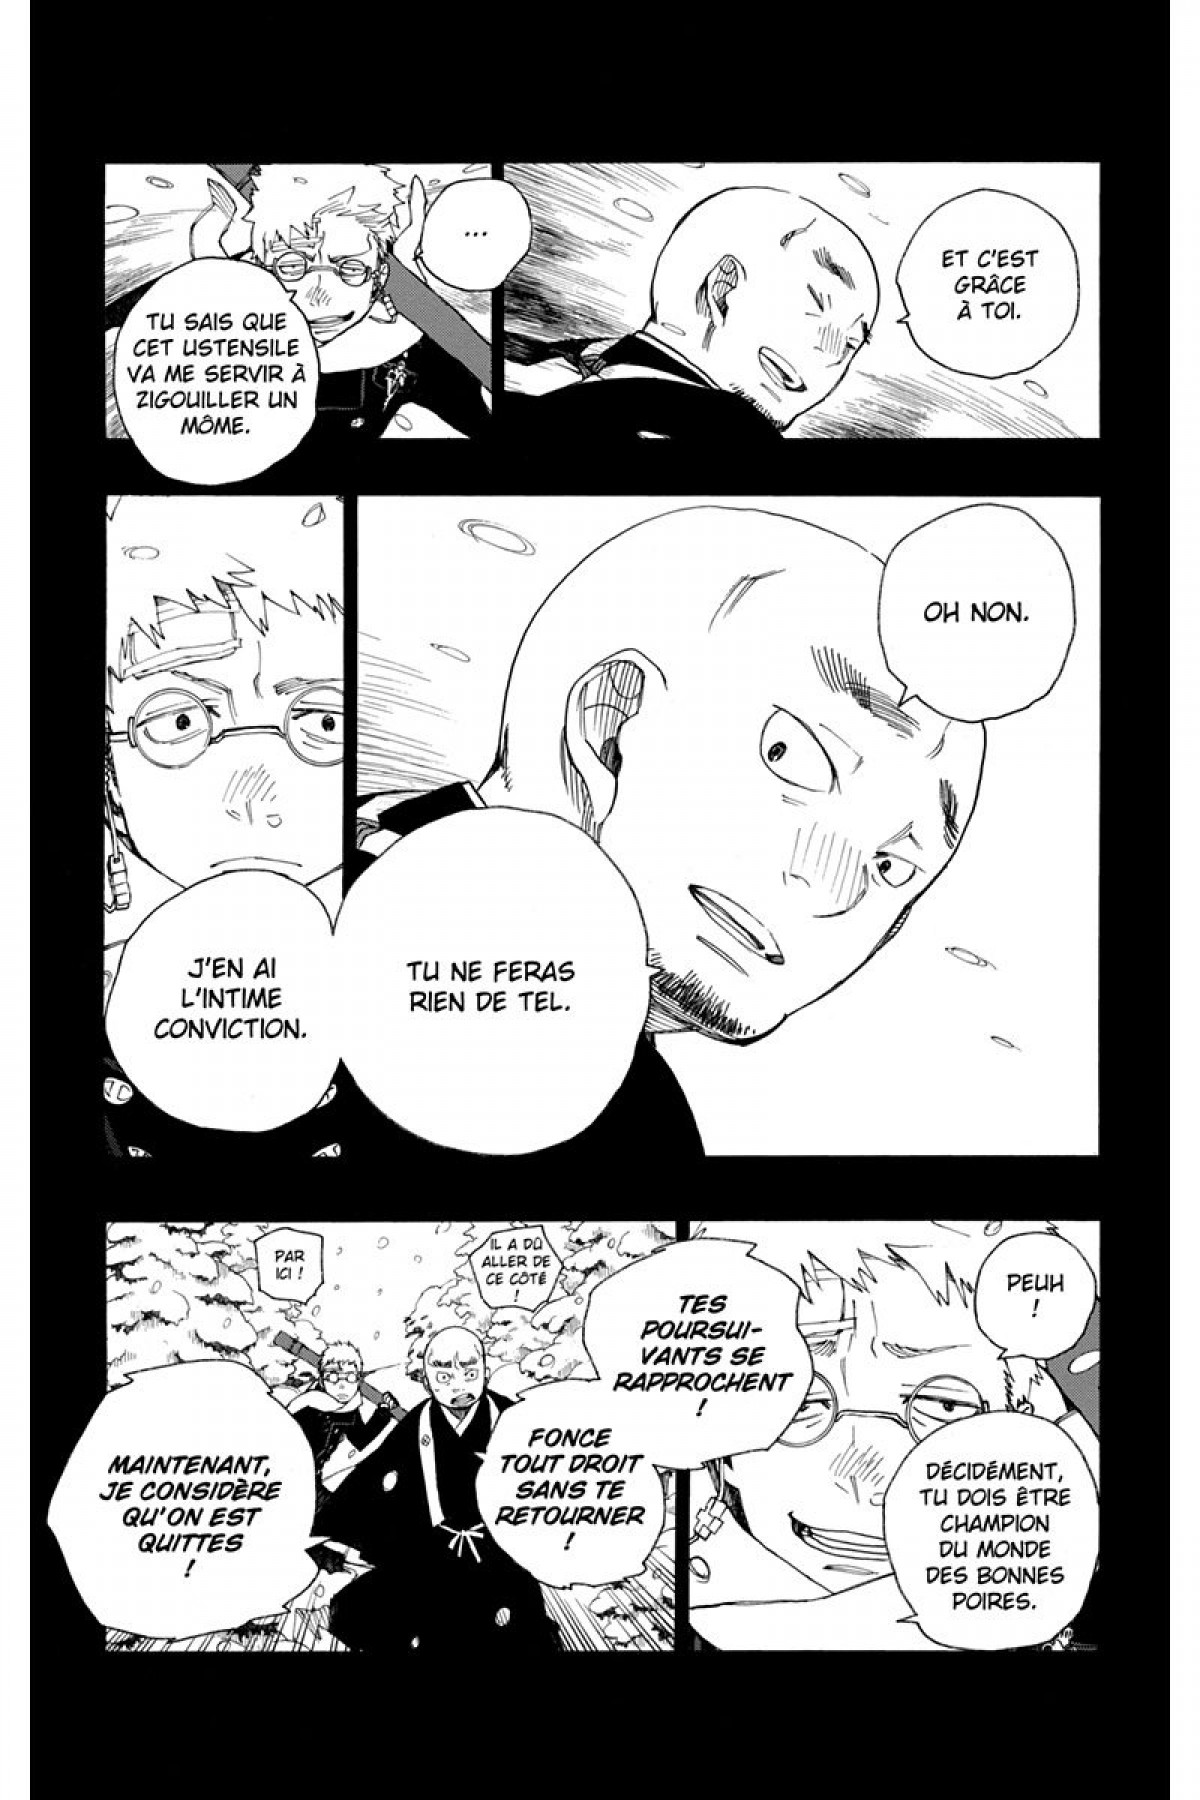 ET C'EST
GRÂCE
À TOI.
...
TU SAIS QUE
CET USTENSILE
VA ME SERVIR À
ZIGOUILLER UN
MÔME.
OH NON.
TU NE FERAS
RIEN DE TEL.
J'EN AI
L'INTIME
CONVICTION.
PEUH
!
DÉCIDÉMENT,
TU DOIS ÊTRE
CHAMPION
DU MONDE
DES BONNES
POIRES.
TES
POURSUI-
VANTS SE
RAPPROCHENT
!
IL A DÛ
ALLER DE
CE CÔTÉ
!
PAR
ICI !
FONCE
TOUT DROIT
SANS TE
RETOURNER
!
MAINTENANT,
JE CONSIDÈRE
QU'ON EST
QUITTES
!